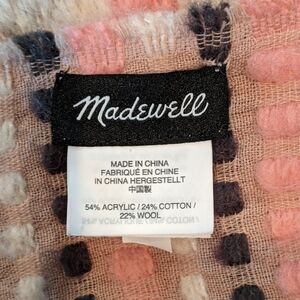 Madewell
MADE IN CHINA
FABRIQUÉ EN CHINE
IN CHINA HERGESTELLT
中国製
54% ACRYLIC / 24% COTTON /
22% WOOL